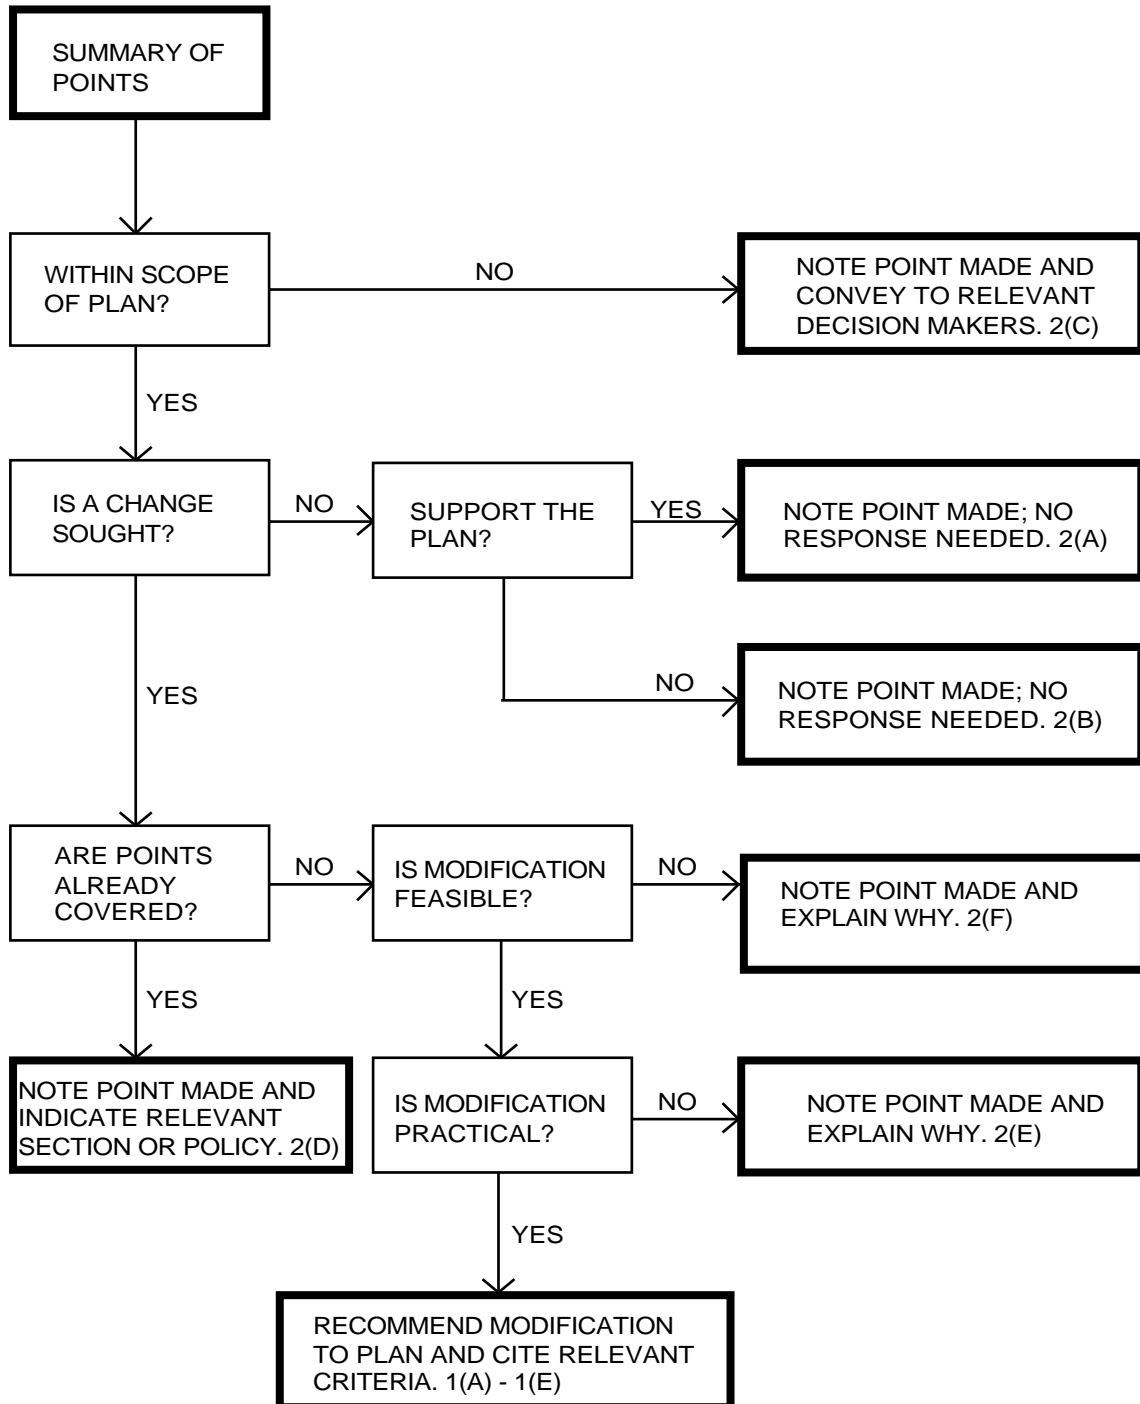 SUMMARY OF
POINTS
WITHIN SCOPE
OF PLAN?
NO
NOTE POINT MADE AND
CONVEY TO RELEVANT
DECISION MAKERS. 2(C)
YES
IS A CHANGE
SOUGHT?
NO
SUPPORT THE
PLAN?
YES
NOTE POINT MADE; NO
RESPONSE NEEDED. 2(A)
NO
NOTE POINT MADE; NO
RESPONSE NEEDED. 2(B)
YES
ARE POINTS
ALREADY
COVERED?
NO
IS MODIFICATION
FEASIBLE?
NO
NOTE POINT MADE AND
EXPLAIN WHY. 2(F)
YES
YES
NOTE POINT MADE AND
INDICATE RELEVANT
SECTION OR POLICY. 2(D)
IS MODIFICATION
PRACTICAL?
NO
NOTE POINT MADE AND
EXPLAIN WHY. 2(E)
YES
RECOMMEND MODIFICATION
TO PLAN AND CITE RELEVANT
CRITERIA. 1(A) - 1(E)